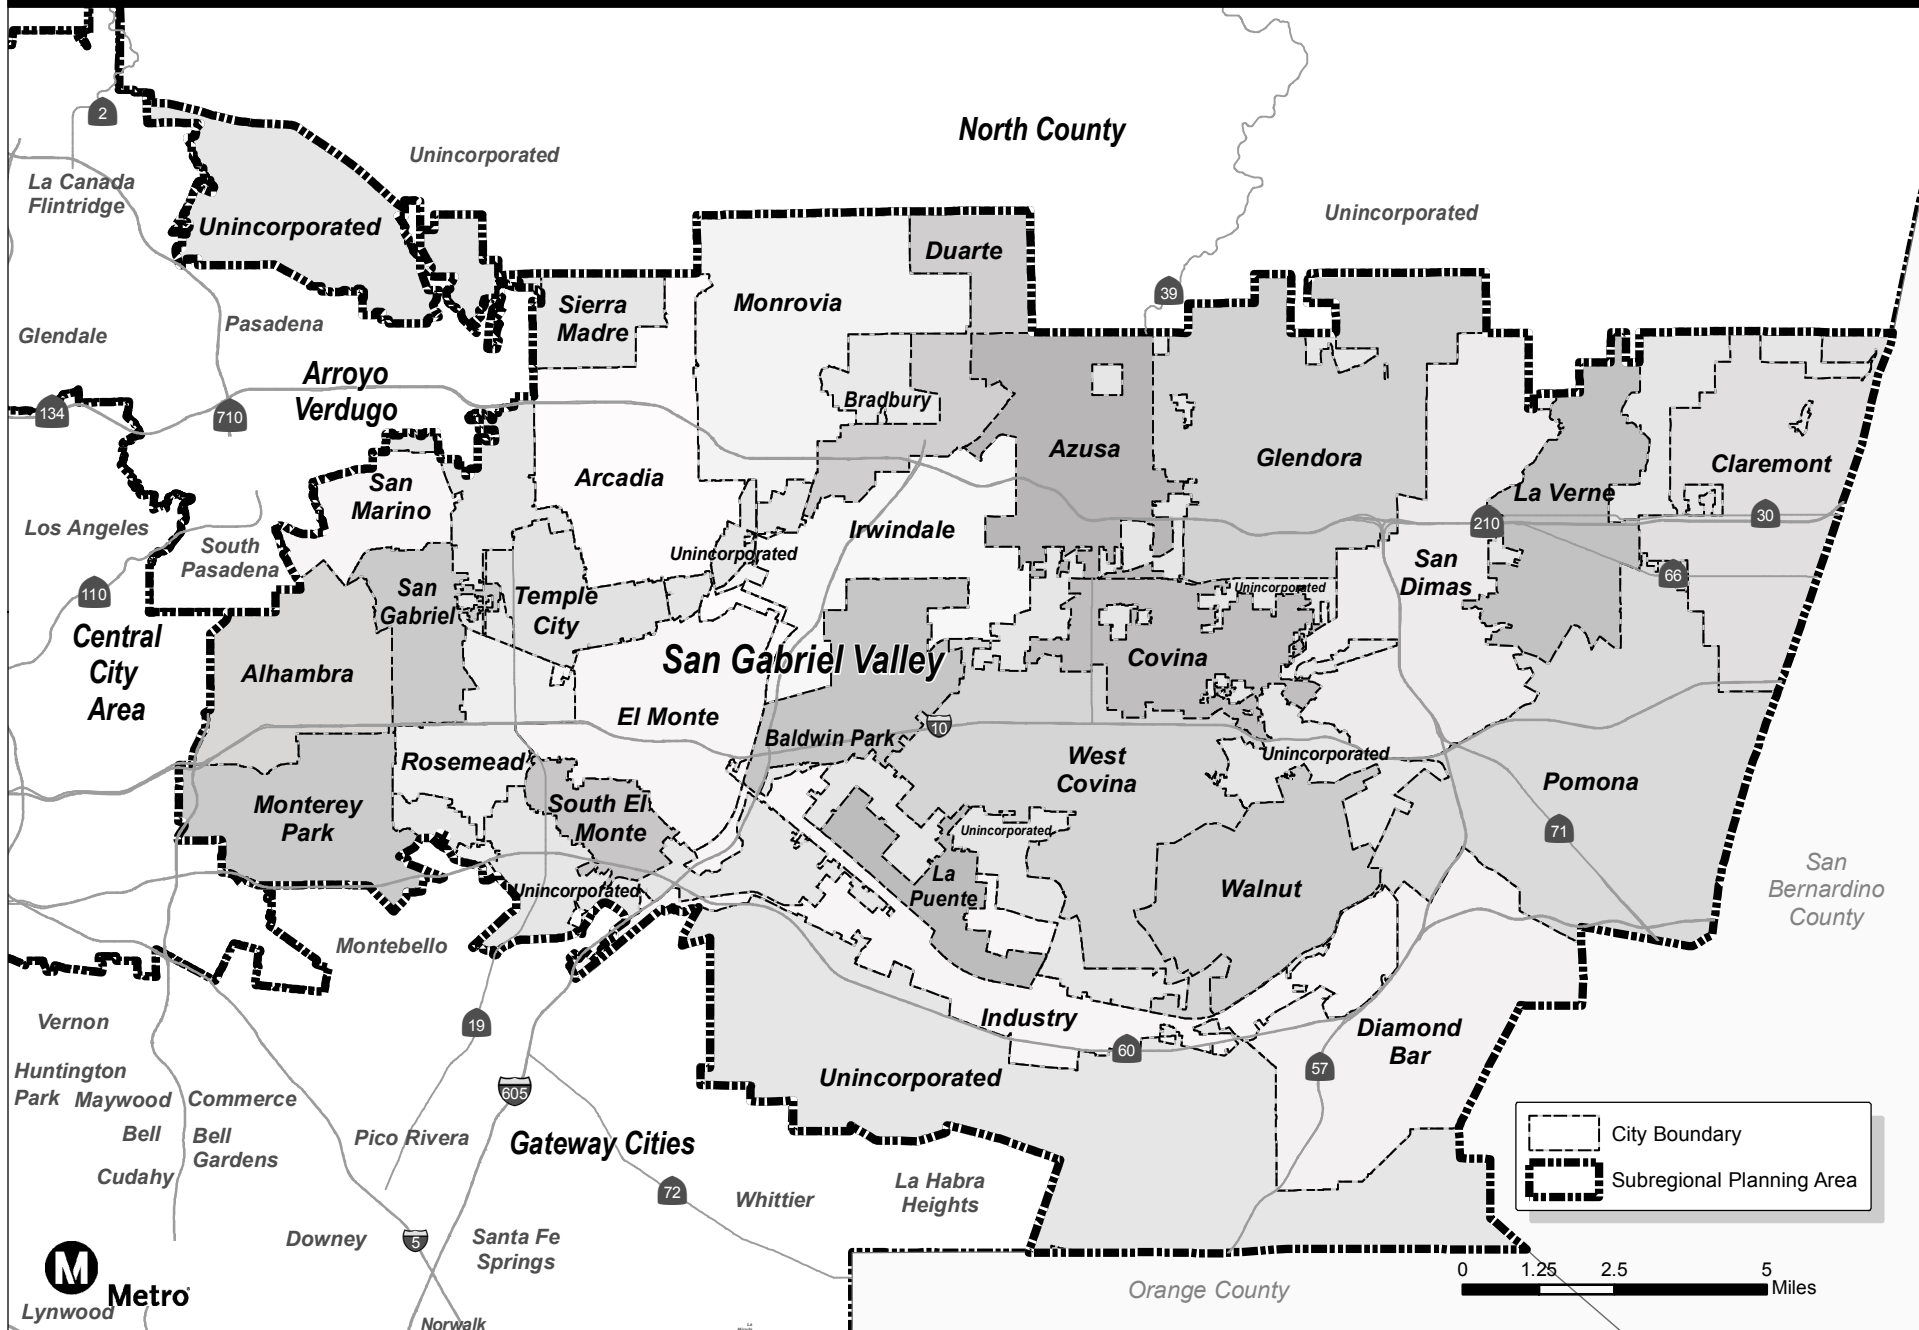 North County
2
Unincorporated
La Canada
Flintridge
Unincorporated
Unincorporated
Duarte
39
Sierra
Madre
Monrovia
Glendale
Pasadena
Arroyo
Verdugo
134
710
Bradbury
Azusa
Glendora
Claremont
Arcadia
San
Marino
La Verne
Los Angeles
South
Pasadena
Irwindale
210
30
Unincorporated
San
Dimas
66
110
San
Gabriel
Temple
City
Unincorporated
Central
City
Area
Alhambra
San Gabriel Valley
Covina
El Monte
10
Baldwin Park
Rosemead
West
Covina
Unincorporated
Pomona
Monterey
Park
South El
Monte
Unincorporated
71
La
Puente
Walnut
San
Bernardino
County
Unincorporated
Montebello
Vernon
19
Industry
60
Diamond
Bar
57
Huntington
Park
Maywood
Commerce
605
Unincorporated
Bell
Bell
Gardens
Cudahy
Pico Rivera
Gateway Cities
72
Whittier
La Habra
Heights
City Boundary
Subregional Planning Area
Downey
5
Santa Fe
Springs
Orange County
0 1.25 2.5 5
Miles
M
Metro
Lynwood
Norwalk